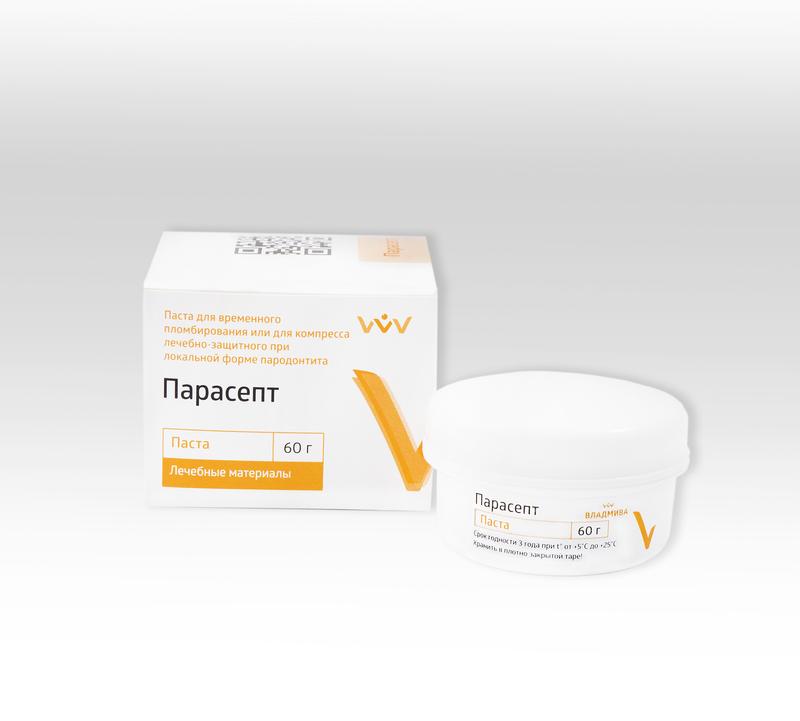 Парасепт
Паста для временного
пломбирования или для компресса
лечебно-защитного при
локальной форме пародонтита
Парасепт
Паста 60 г
Лечебные материалы
Парасепт
ВЛАДМИВА
Паста 60 г
Срок годности 3 года при t° от +5°C до +25°C
Хранить в плотно закрытой таре!